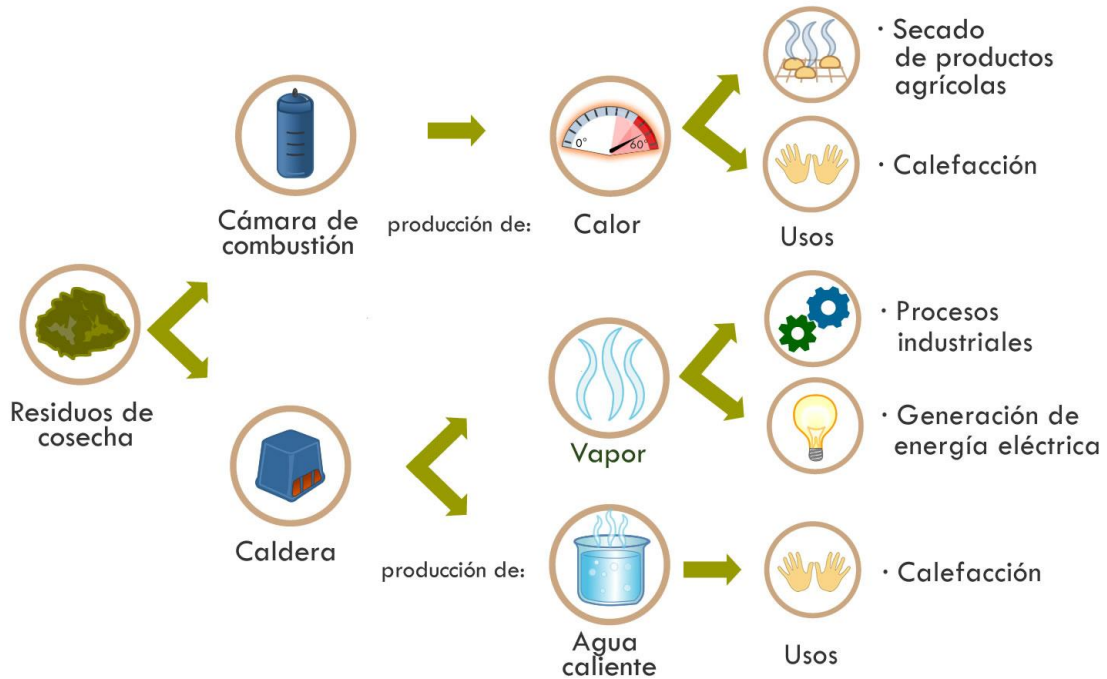 · Secado
de productos
agrícolas
0°
60°
· Calefacción
Cámara de
combustión
producción de:
Calor
Usos
Residuos de
cosecha
Vapor
· Procesos
industriales
· Generación de
energía eléctrica
Caldera
producción de:
Agua
caliente
· Calefacción
Usos